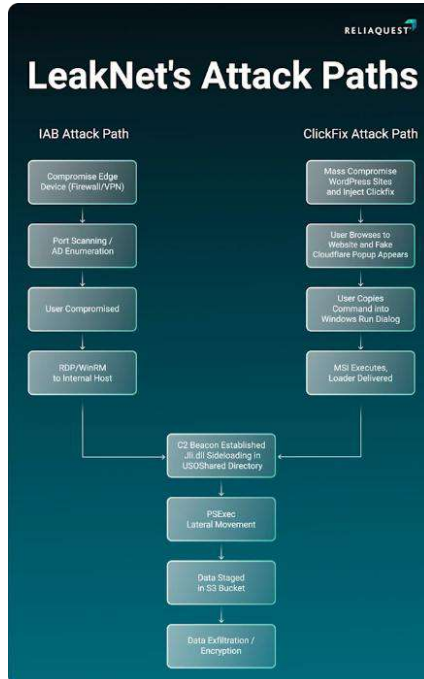 RELIAQUEST
LeakNet's Attack Paths
IAB Attack Path
Compromise Edge
Device (Firewall/VPN)
Port Scanning /
AD Enumeration
User Compromised
RDP/WinRM
to Internal Host
ClickFix Attack Path
Mass Compromise
WordPress Sites
and Inject Clickfix
User Browses to
Website and Fake
Cloudflare Popup Appears
User Copies
Command into
Windows Run Dialog
MSI Executes,
Loader Delivered
C2 Beacon Established
Jli.dll Sideloading in
USOShared Directory
PSExec
Lateral Movement
Data Staged
in S3 Bucket
Data Exfiltration /
Encryption